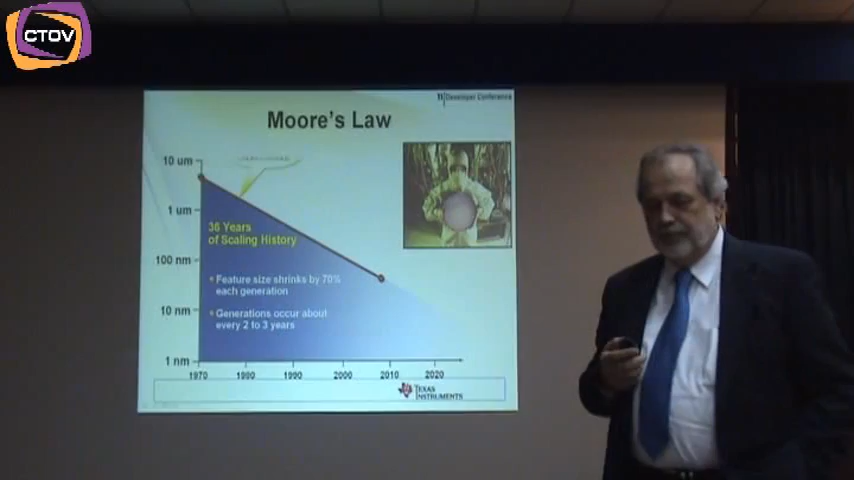 CTOV
TI Developer Conference
Moore's Law
10 um
1 um
36 Years
of Scaling History
100 nm
Feature size shrinks by 70%
each generation
10 nm
Generations occur about
every 2 to 3 years
1 nm
1970 1980 1990 2000 2010 2020
TEXAS
INSTRUMENTS